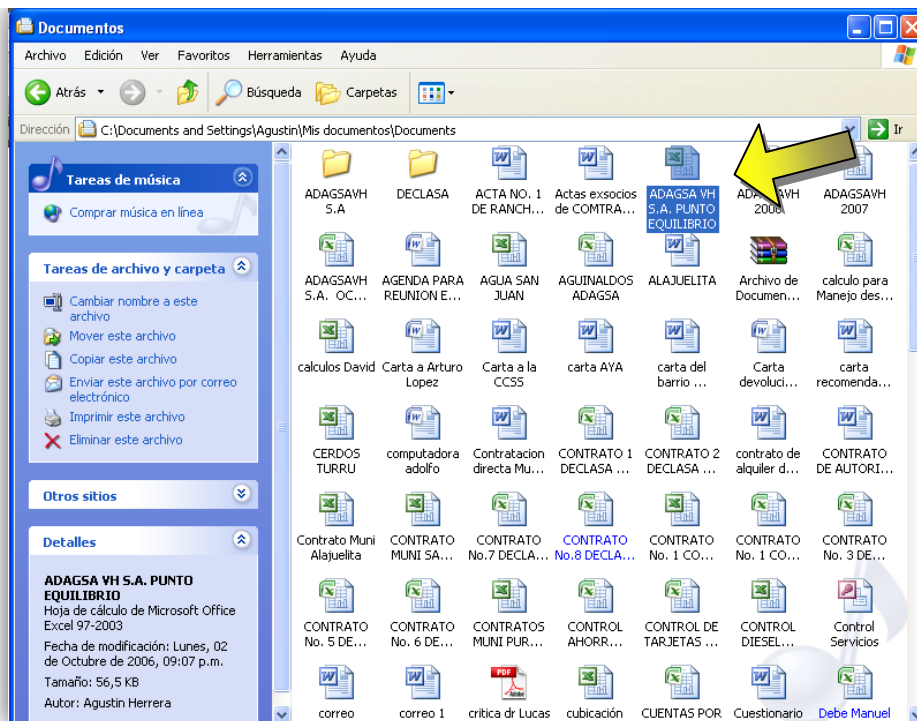 Documentos
Archivo Edición Ver Favoritos Herramientas Ayuda
Atrás Búsqueda Carpetas
Dirección C:\Documents and Settings\Agustin\Mis documentos\Documents Ir
Tareas de música
Comprar música en línea
Tareas de archivo y carpeta
Cambiar nombre a este
archivo
Mover este archivo
Copiar este archivo
Enviar este archivo por correo
electrónico
Imprimir este archivo
Eliminar este archivo
Otros sitios
Detalles
ADAGSA VH S.A. PUNTO
EQUILIBRIO
Hoja de cálculo de Microsoft Office
Excel 97-2003
Fecha de modificación: Lunes, 02
de Octubre de 2006, 09:07 p.m.
Tamaño: 56,5 KB
Autor: Agustin Herrera
ADAGSAVH DECLASA ACTA NO. 1 Actas exsocios ADAGSA VH ADAGSAVH
S.A DE RANCH... de COMTRA... S.A. PUNTO 2007
EQUILIBRIO
ADAGSAVH AGENDA PARA AGUA SAN AGUINALDOS ALAJUELITA Archivo de calculo para
S.A. OC... REUNION E... JUAN ADAGSA Documen... Manejo des...
calculos David Carta a Arturo Carta a la carta AYA carta del Carta carta
Lopez CCSS barrio ... devoluci... recomenda...
CERDOS computadora Contratacion CONTRATO 1 CONTRATO 2 contrato de CONTRATO
TURRU adolfo directa Mu... DECLASA ... DECLASA ... alquiler d... DE AUTORI...
Contrato Muni CONTRATO CONTRATO CONTRATO CONTRATO CONTRATO CONTRATO
Alajuelita MUNI SA... No.7 DECLA... No.8 DECLA... No. 1 CO... No. 1 CO... No. 3 DE...
CONTRATO CONTRATO CONTRATOS CONTROL CONTROL DE CONTROL Control
No. 5 DE... No. 6 DE... MUNI PUR... AHORR... TARJETAS ... DIESEL... Servicios
correo correo 1 critica dr Lucas cubicación CUENTAS POR Cuestionario Debe Manuel